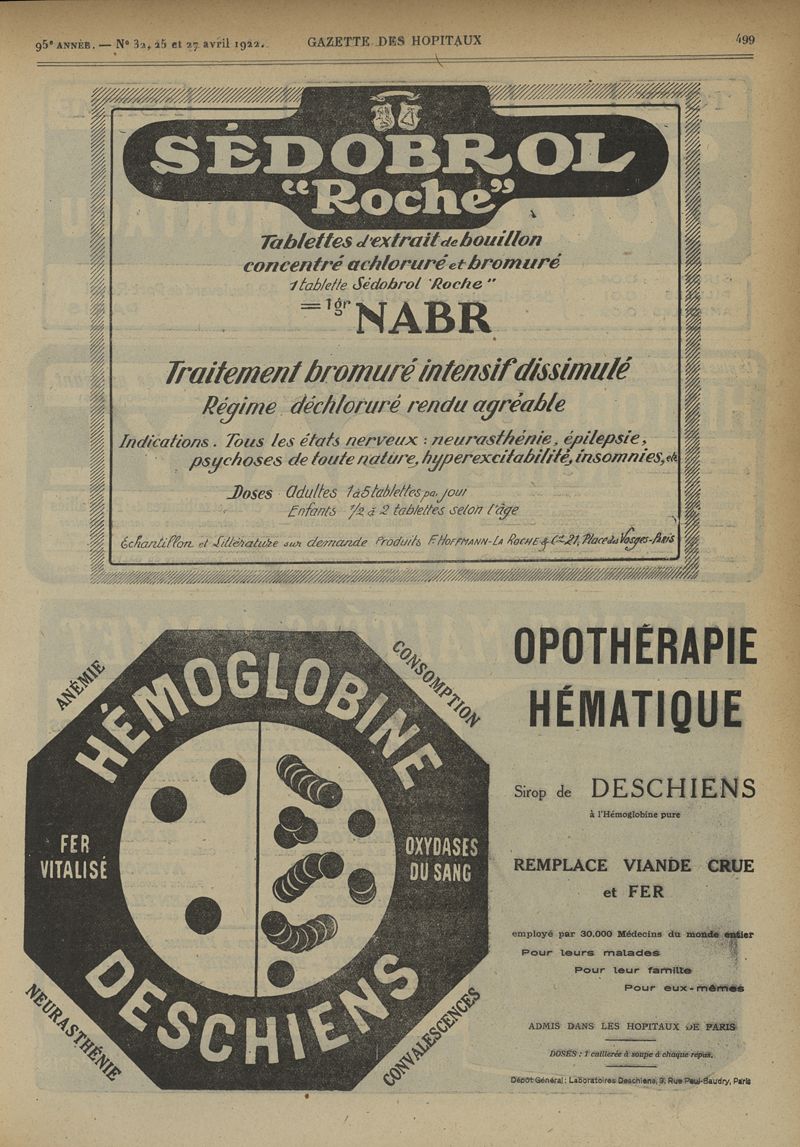 95e ANNÉE. — N° 32, 25 et 27 avril 1922.
GAZETTE DES HOPITAUX
499
SÉDOBROL
"Roche"
Tablettes d'extrait de bouillon
concentré achloruré et bromuré
1 tablette Sédobrol "Roche"
= 1 gr NABR
Traitement bromuré intensif dissimulé
Régime déchloruré rendu agréable
Indications. Tous les états nerveux : neurasthénie, épilepsie,
psychoses de toute nature, hyperexcitabilité, insomnies, etc
Doses Adultes 1 à 5 tablettes par jour
Enfants 1/2 à 2 tablettes selon l'âge
Échantillon et Littérature sur demande Produits F. HOFFMANN-LA ROCHE & Cie 21, Place des Vosges-Paris
ANÉMIE
CONSOMPTION
HÉMOGLOBINE
FER
VITALISÉ
OXYDASES
DU SANG
DESCHIENS
NEURASTHÉNIE
CONVALESCENCES
OPOTHÉRAPIE
HÉMATIQUE
Sirop de DESCHIENS
à l'Hémoglobine pure
REMPLACE VIANDE CRUE
et FER
employé par 30.000 Médecins du monde entier
Pour leurs malades
Pour leur famille
Pour eux-mêmes
ADMIS DANS LES HOPITAUX DE PARIS
DOSES : 1 cuillerée à soupe à chaque repas.
Dépôt Général : Laboratoires Deschiens, 9, Rue Paul-Baudry, Paris